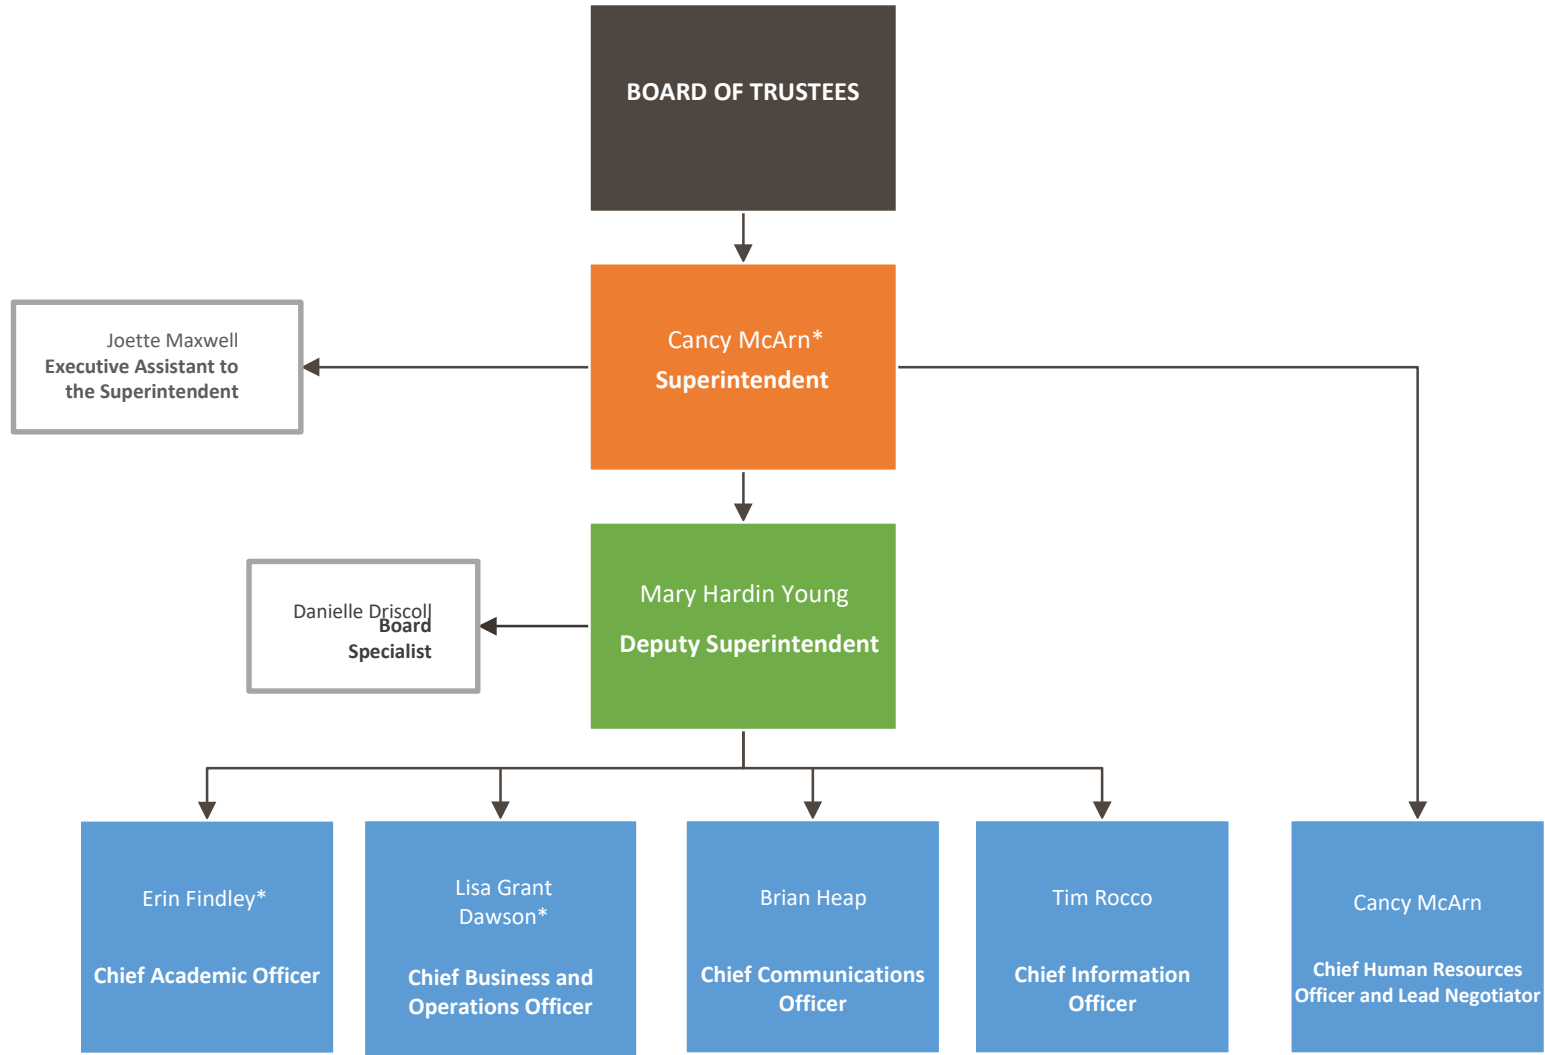 BOARD OF TRUSTEES
Cancy McArn*
Superintendent
Joette Maxwell
Executive Assistant to
the Superintendent
Mary Hardin Young
Deputy Superintendent
Danielle Driscoll
Board
Specialist
Erin Findley*
Chief Academic Officer
Lisa Grant
Dawson*
Chief Business and
Operations Officer
Brian Heap
Chief Communications
Officer
Tim Rocco
Chief Information
Officer
Cancy McArn
Chief Human Resources
Officer and Lead Negotiator